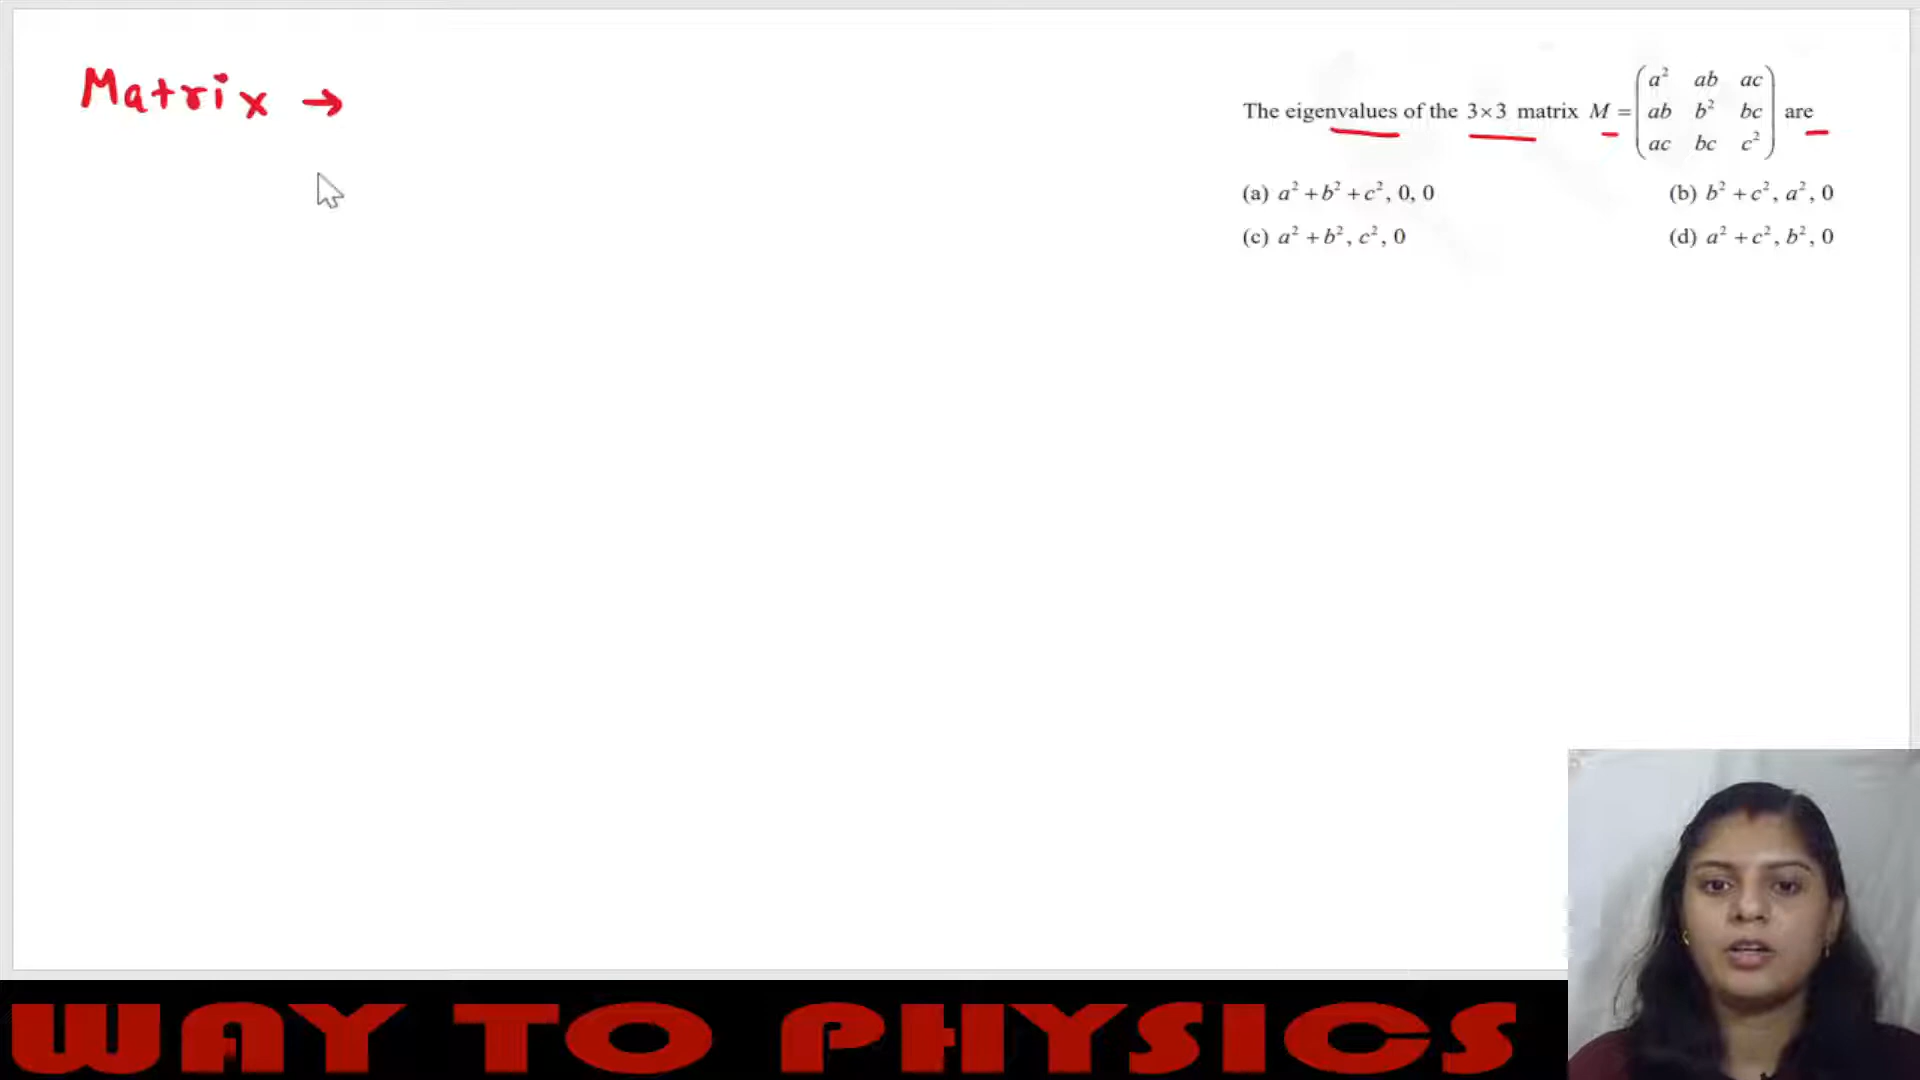 Matrix →
The eigenvalues of the 3×3 matrix M = ( a² ab ac
ab b² bc
ac bc c² ) are
(a) a² + b² + c², 0, 0 (b) b² + c², a², 0
(c) a² + b², c², 0 (d) a² + c², b², 0
WAY TO PHYSICS